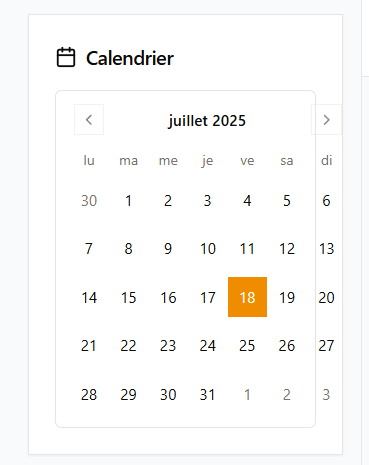 Calendrier
juillet 2025
lu ma me je ve sa di
30 1 2 3 4 5 6
7 8 9 10 11 12 13
14 15 16 17 18 19 20
21 22 23 24 25 26 27
28 29 30 31 1 2 3